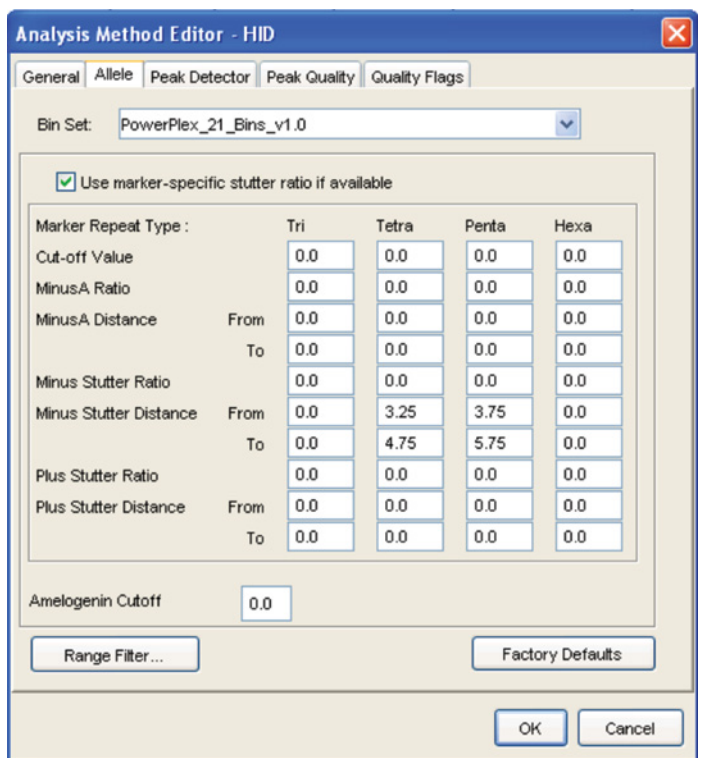 Analysis Method Editor - HID
General Allele Peak Detector Peak Quality Quality Flags
Bin Set: PowerPlex_21_Bins_v1.0
Use marker-specific stutter ratio if available
Marker Repeat Type : Tri Tetra Penta Hexa
Cut-off Value 0.0 0.0 0.0 0.0
MinusA Ratio 0.0 0.0 0.0 0.0
MinusA Distance From 0.0 0.0 0.0 0.0
To 0.0 0.0 0.0 0.0
Minus Stutter Ratio 0.0 0.0 0.0 0.0
Minus Stutter Distance From 0.0 3.25 3.75 0.0
To 0.0 4.75 5.75 0.0
Plus Stutter Ratio 0.0 0.0 0.0 0.0
Plus Stutter Distance From 0.0 0.0 0.0 0.0
To 0.0 0.0 0.0 0.0
Amelogenin Cutoff 0.0
Range Filter... Factory Defaults
OK Cancel